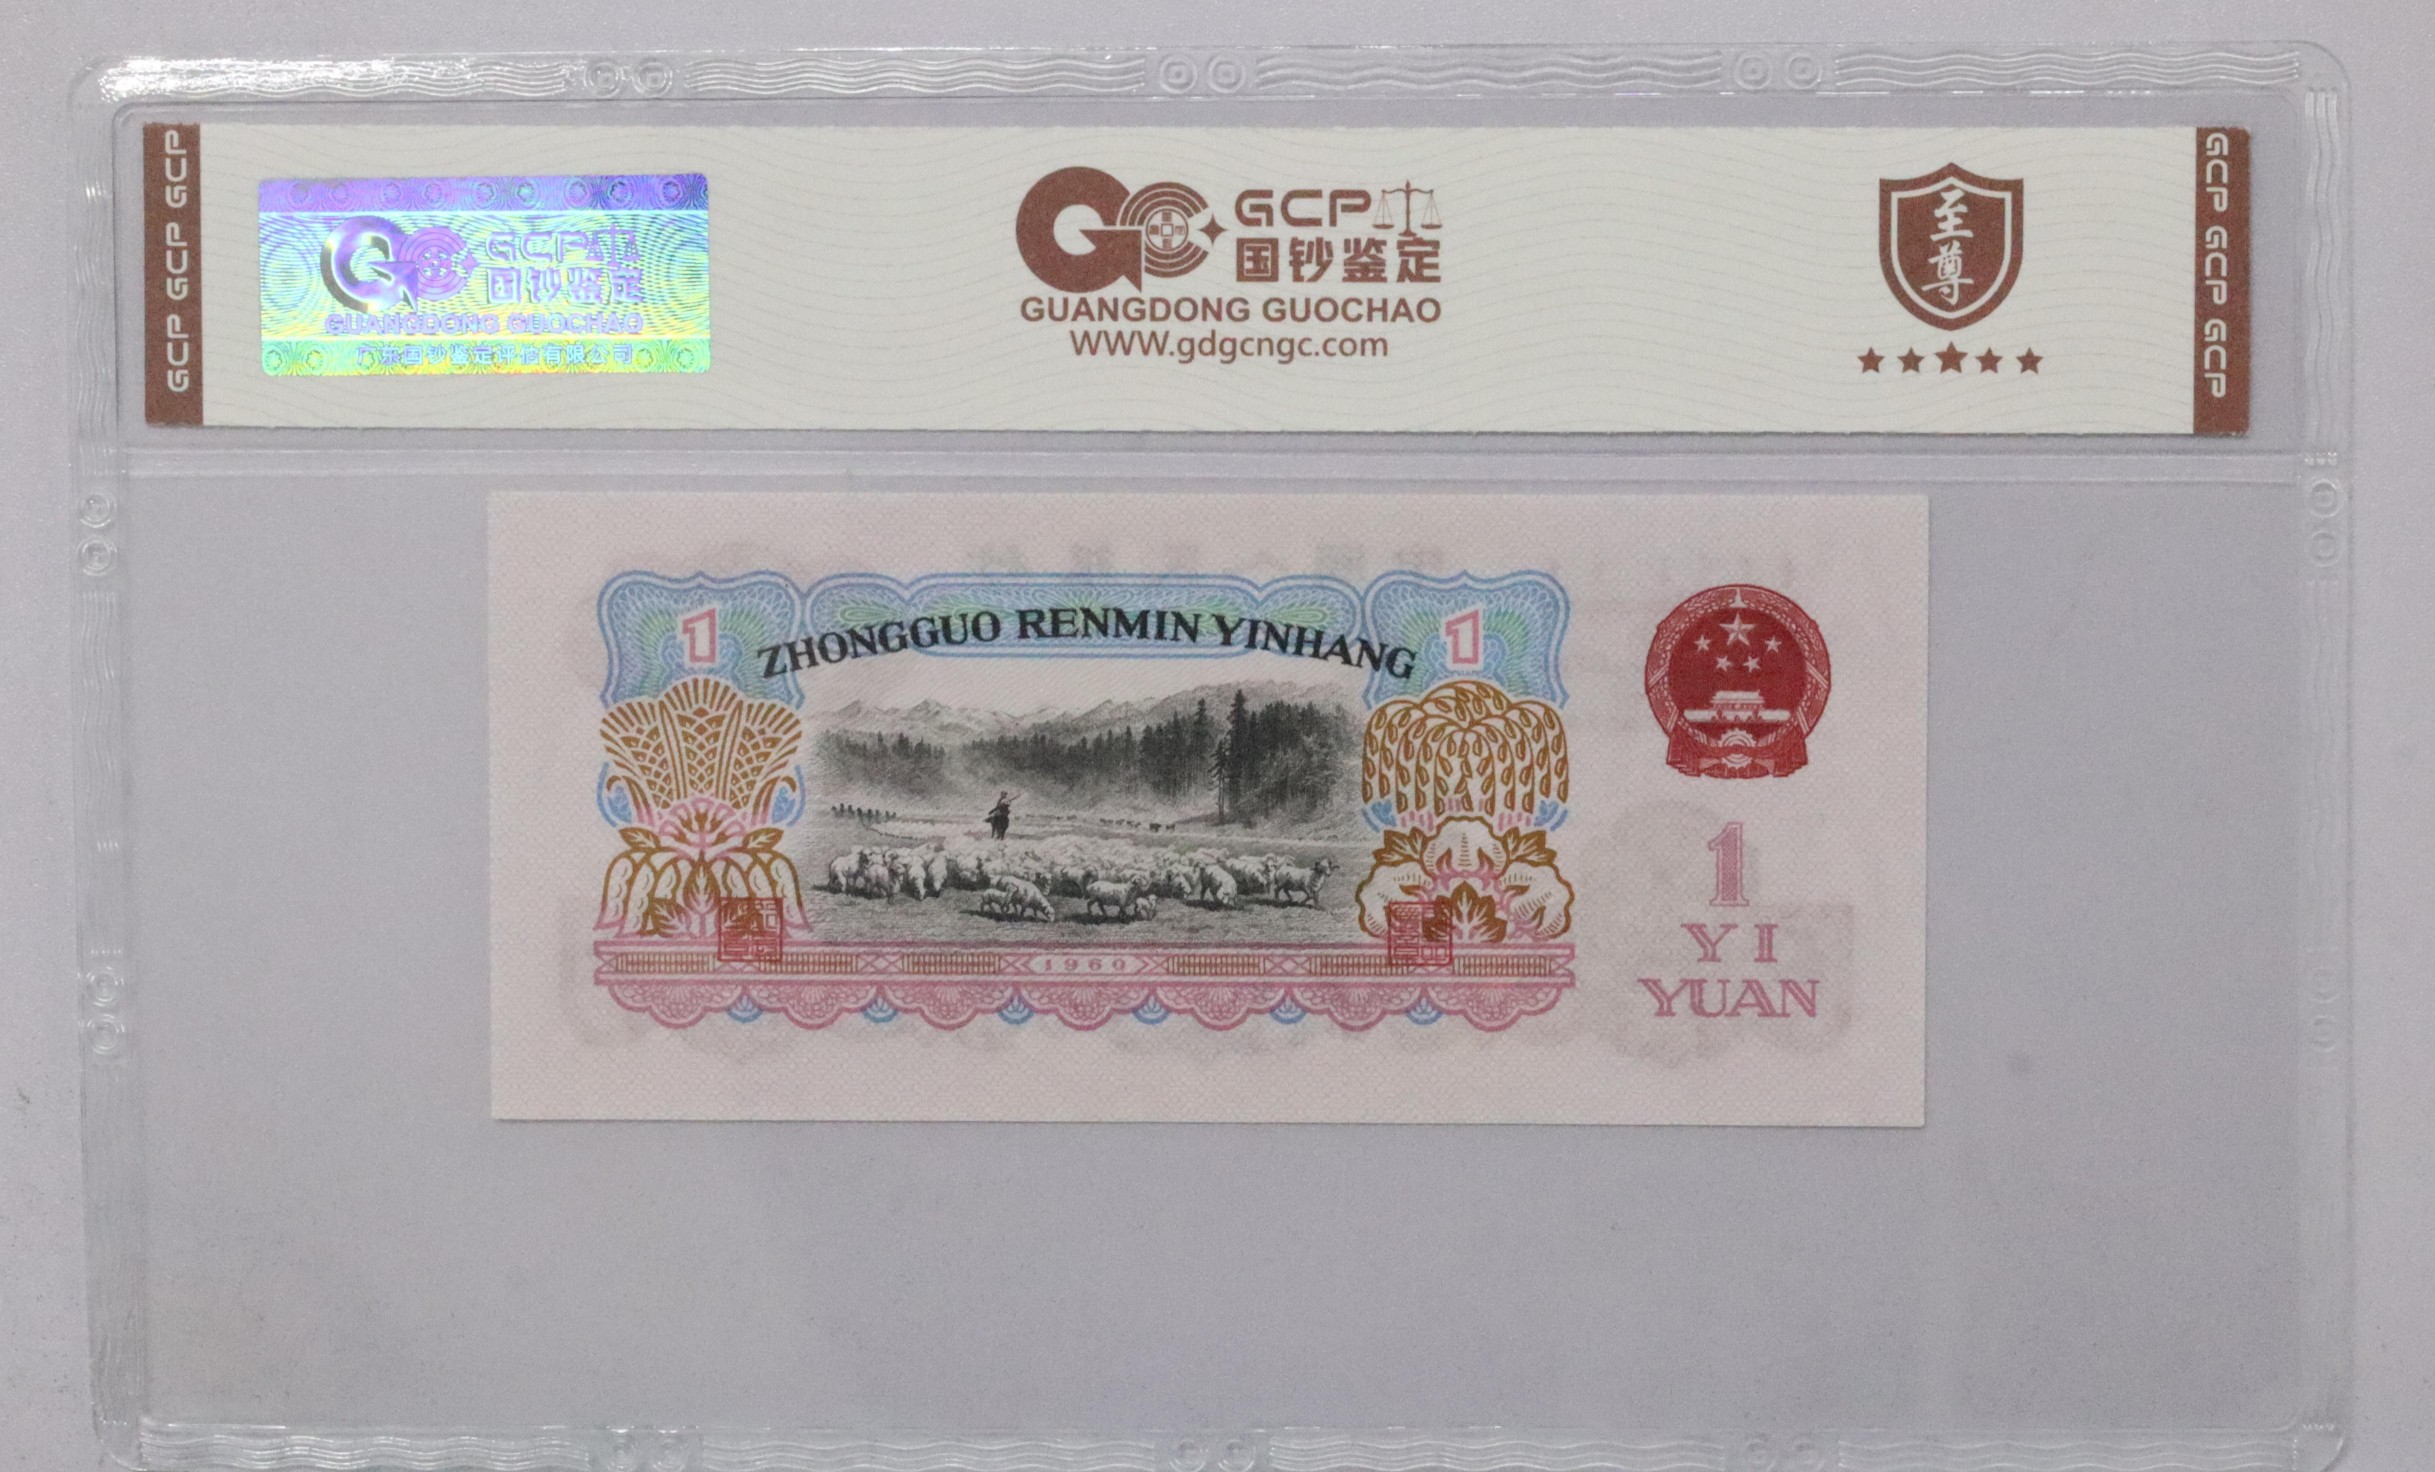 GCP GCP GCP
GCP
国钞鉴定
GUANGDONG GUOCHAO
广东国钞鉴定评估有限公司
GCP
国钞鉴定
GUANGDONG GUOCHAO
WWW.gdgcngc.com
至尊
GCP GCP GCP
1
ZHONGGUO RENMIN YINHANG
1
1960
1
YI
YUAN